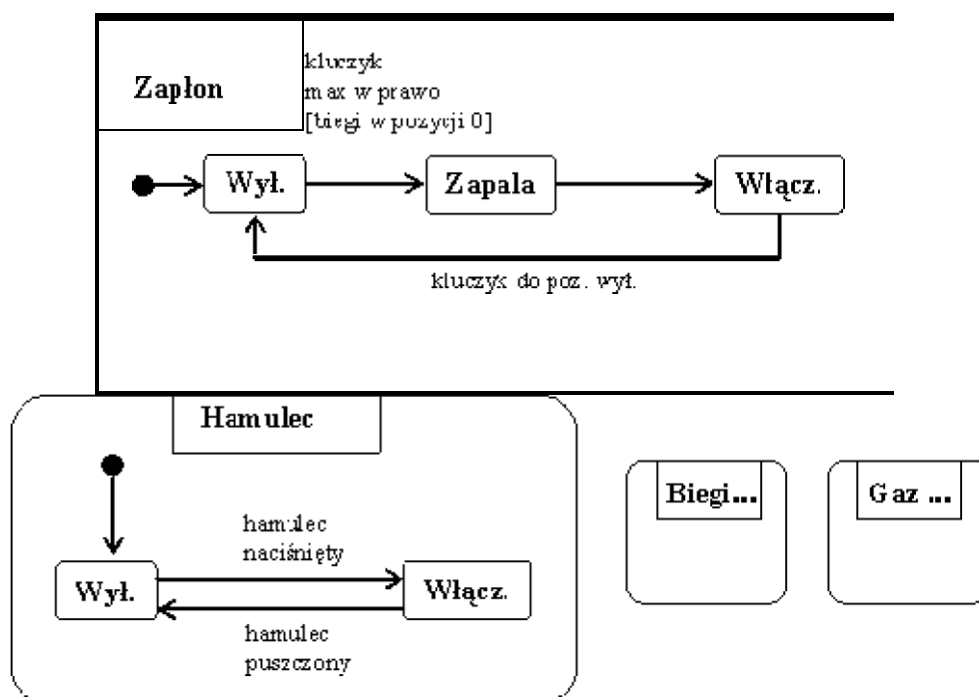 Zapłon
kluczyk
max w prawo
[biegi w pozycji 0]
Wył.
Zapala
Włącz.
kluczyk do poz. wył.
Hamulec
Biegi...
Gaz ...
hamulec
naciśnięty
Wył.
Włącz.
hamulec
puszczony